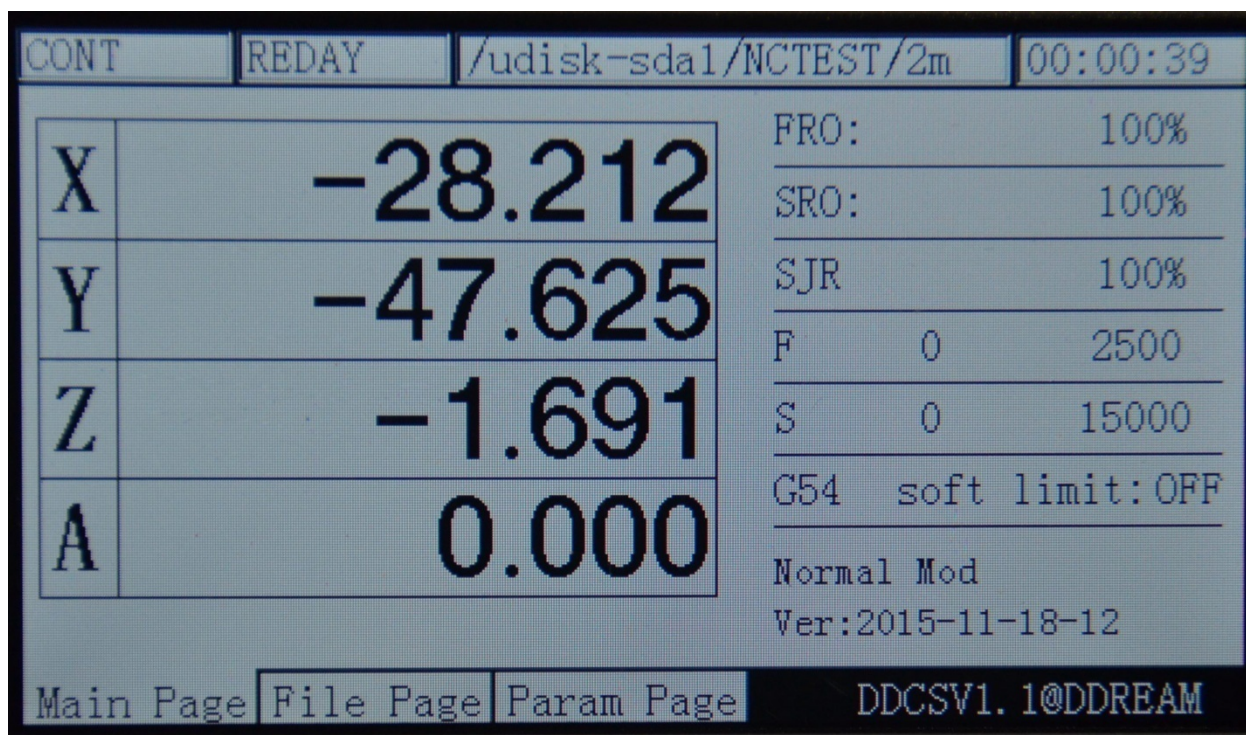 CONT REDAY /udisk-sda1/NCTEST/2m 00:00:39
X -28.212
Y -47.625
Z -1.691
A 0.000
FRO: 100%
SRO: 100%
SJR 100%
F 0 2500
S 0 15000
G54 soft limit:OFF
Normal Mod
Ver:2015-11-18-12
Main Page File Page Param Page DDCSV1.1@DDREAM